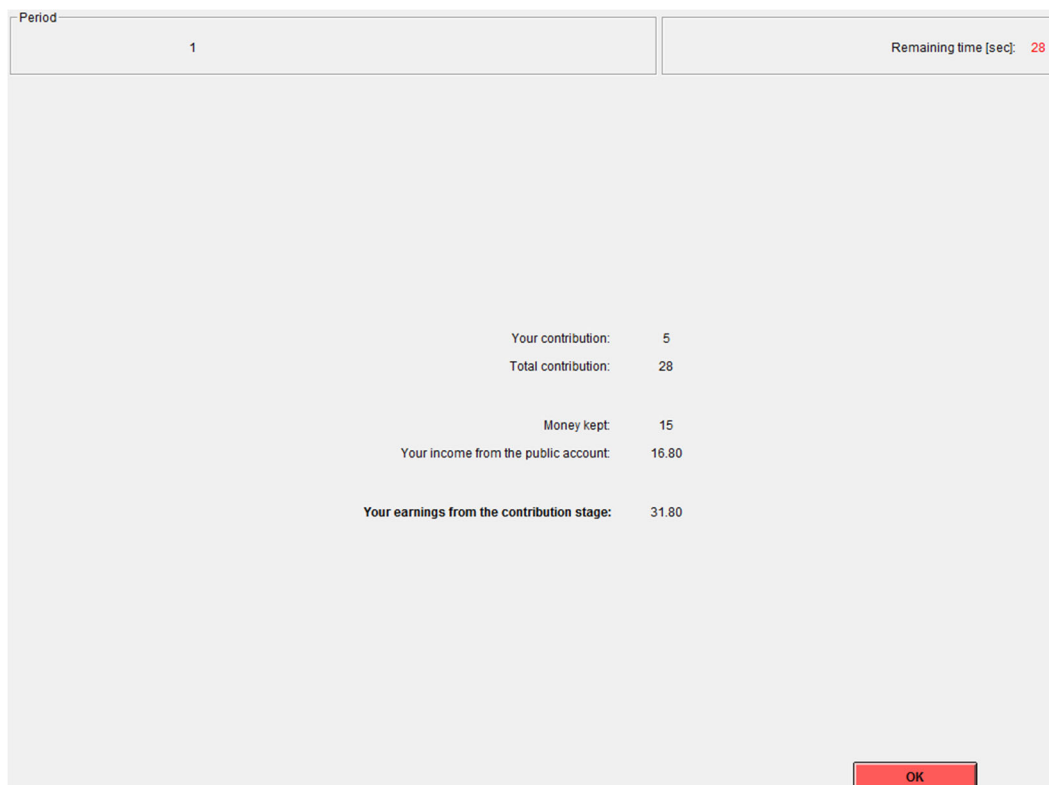 Period
1
Remaining time [sec]: 28
Your contribution: 5
Total contribution: 28
Money kept: 15
Your income from the public account: 16.80
Your earnings from the contribution stage: 31.80
OK